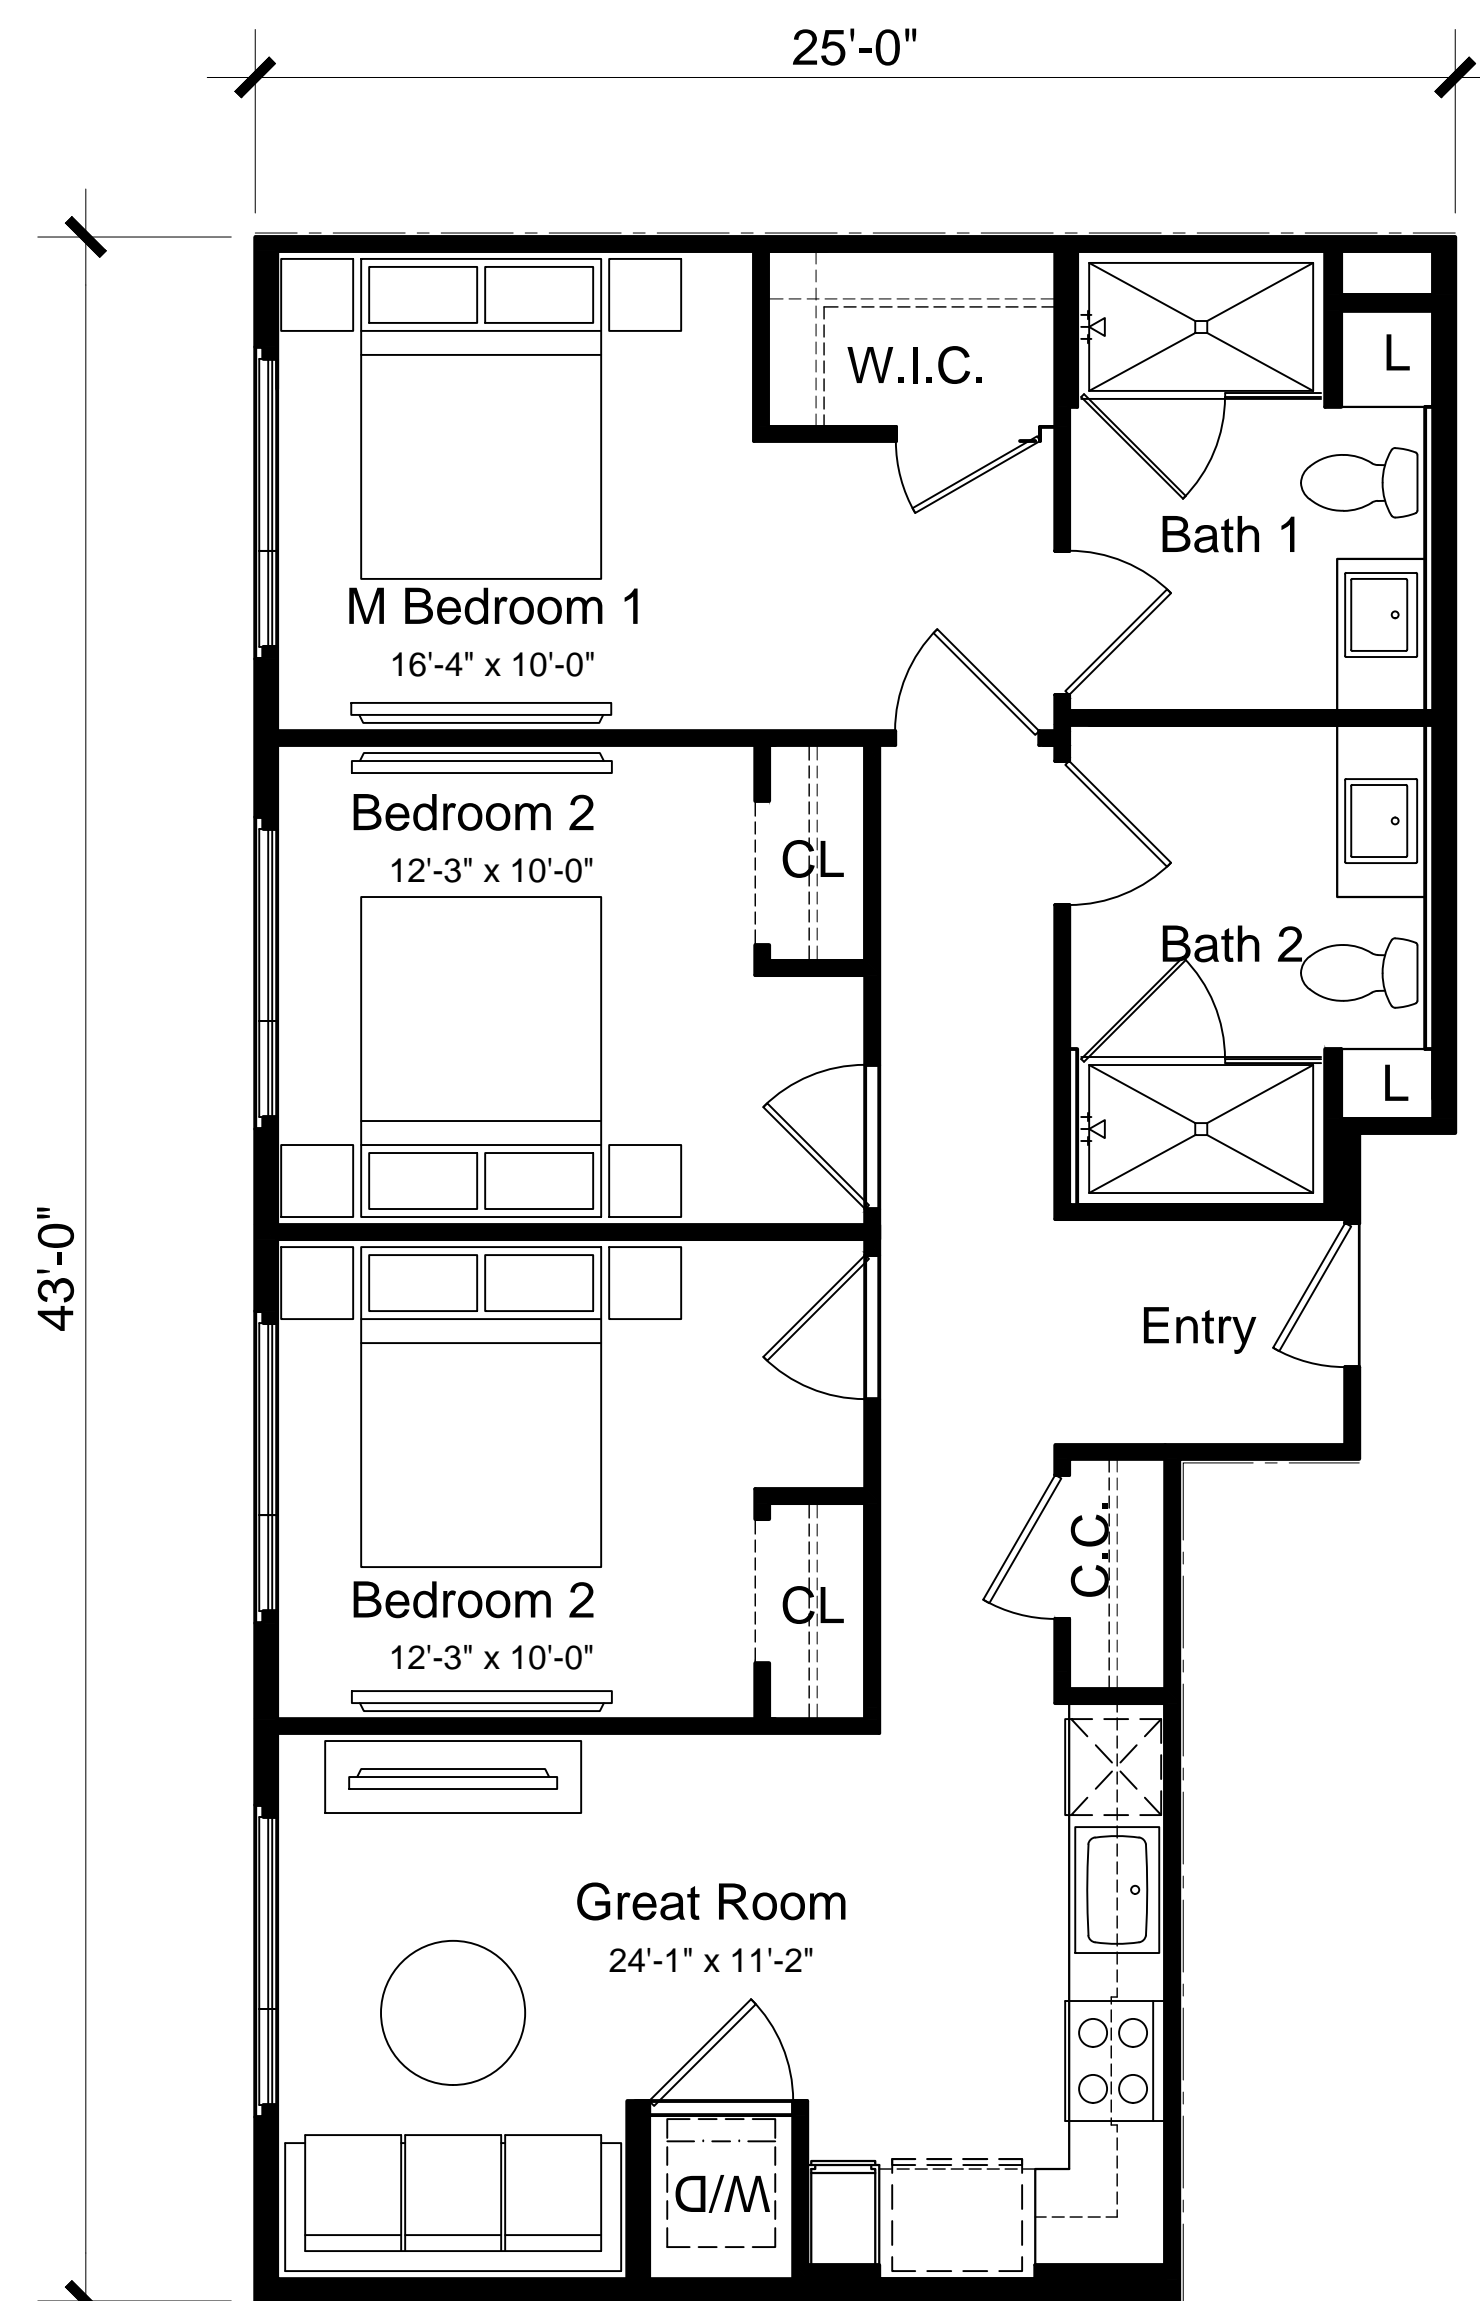 25'-0"
W.I.C.
L
Bath 1
M Bedroom 1
16'-4" x 10'-0"
Bedroom 2
12'-3" x 10'-0"
CL
Bath 2
L
43'-0"
Entry
C.C.
Bedroom 2
12'-3" x 10'-0"
CL
Great Room
24'-1" x 11'-2"
W/D